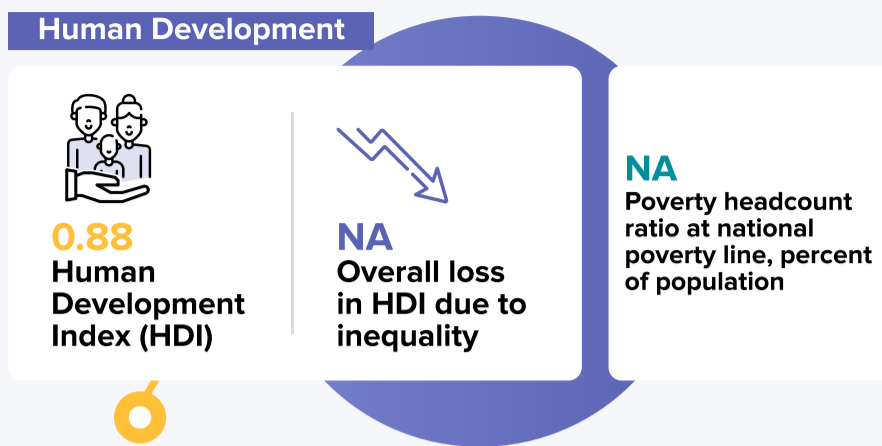 Human Development
0.88
Human
Development
Index (HDI)
NA
Overall loss
in HDI due to
inequality
NA
Poverty headcount
ratio at national
poverty line, percent
of population